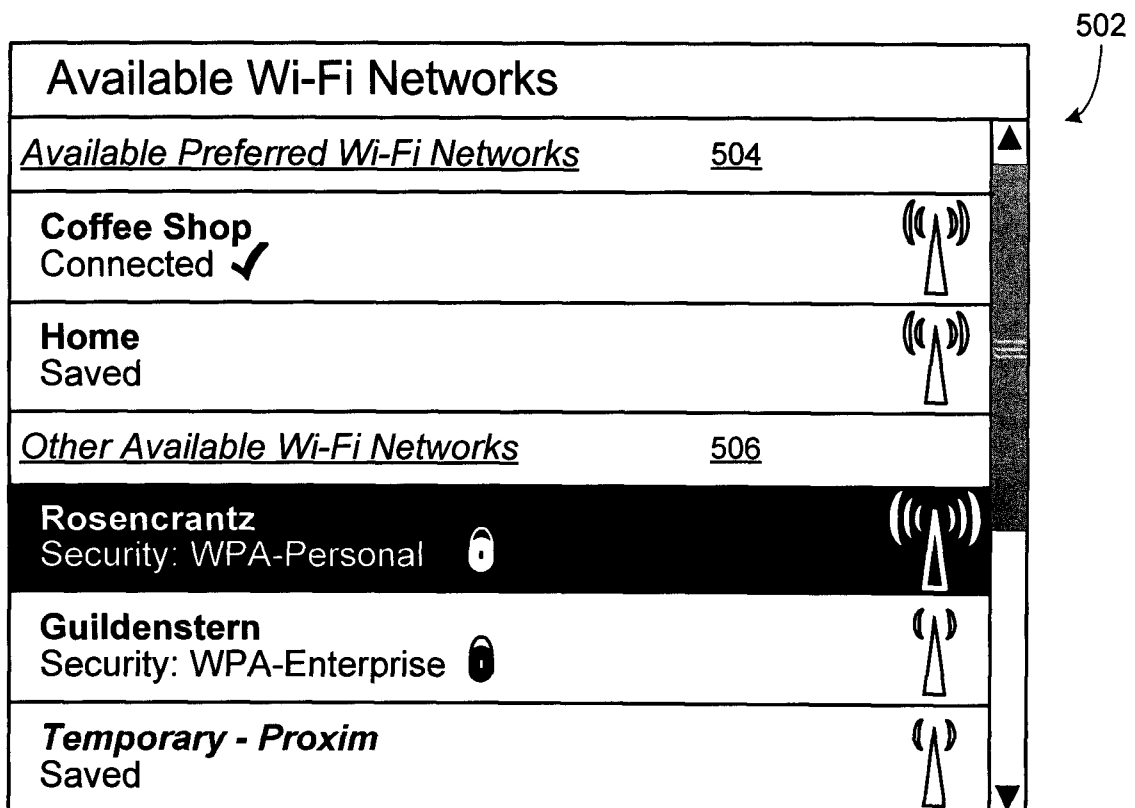 502
Available Wi-Fi Networks
Available Preferred Wi-Fi Networks 504
Coffee Shop
Connected
Home
Saved
Other Available Wi-Fi Networks 506
Rosencrantz
Security: WPA-Personal
Guildenstern
Security: WPA-Enterprise
Temporary - Proxim
Saved